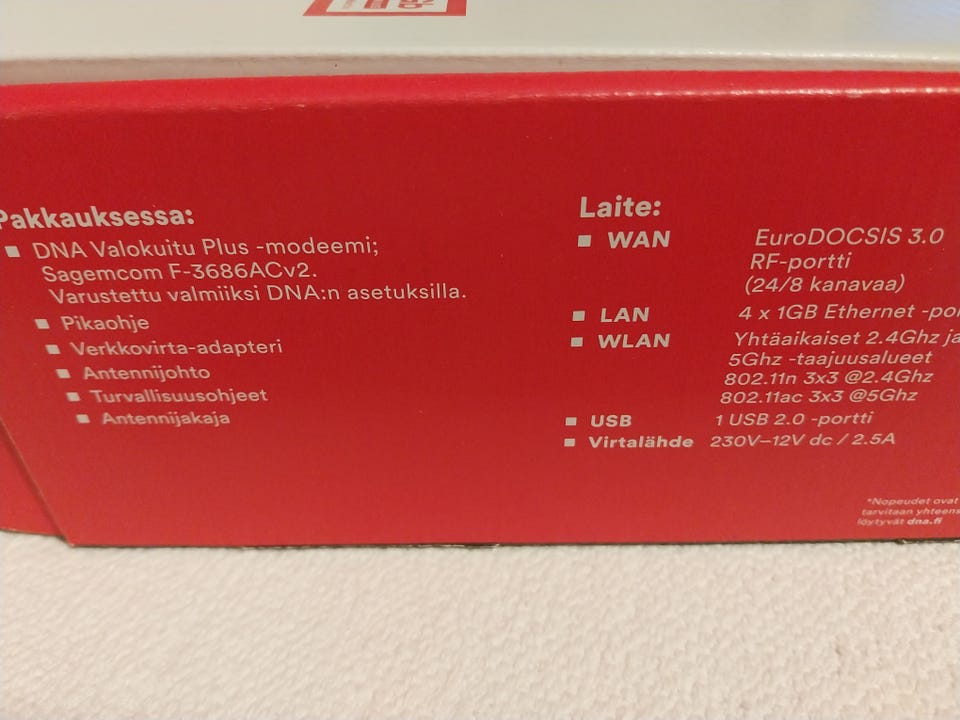 Pakkauksessa:
DNA Valokuitu Plus -modeemi;
Sagemcom F-3686ACv2.
Varustettu valmiiksi DNA:n asetuksilla.
Pikaohje
Verkkovirta-adapteri
Antennijohto
Turvallisuusohjeet
Antennijakaja
Laite:
WAN EuroDOCSIS 3.0
RF-portti
(24/8 kanavaa)
LAN 4 x 1GB Ethernet -por
WLAN Yhtäaikaiset 2.4Ghz ja
5Ghz -taajuusalueet
802.11n 3x3 @2.4Ghz
802.11ac 3x3 @5Ghz
USB 1 USB 2.0 -portti
Virtalähde 230V–12V dc / 2.5A
*Nopeudet ovat
tarvitaan yhteens
löytyvät dna.fi